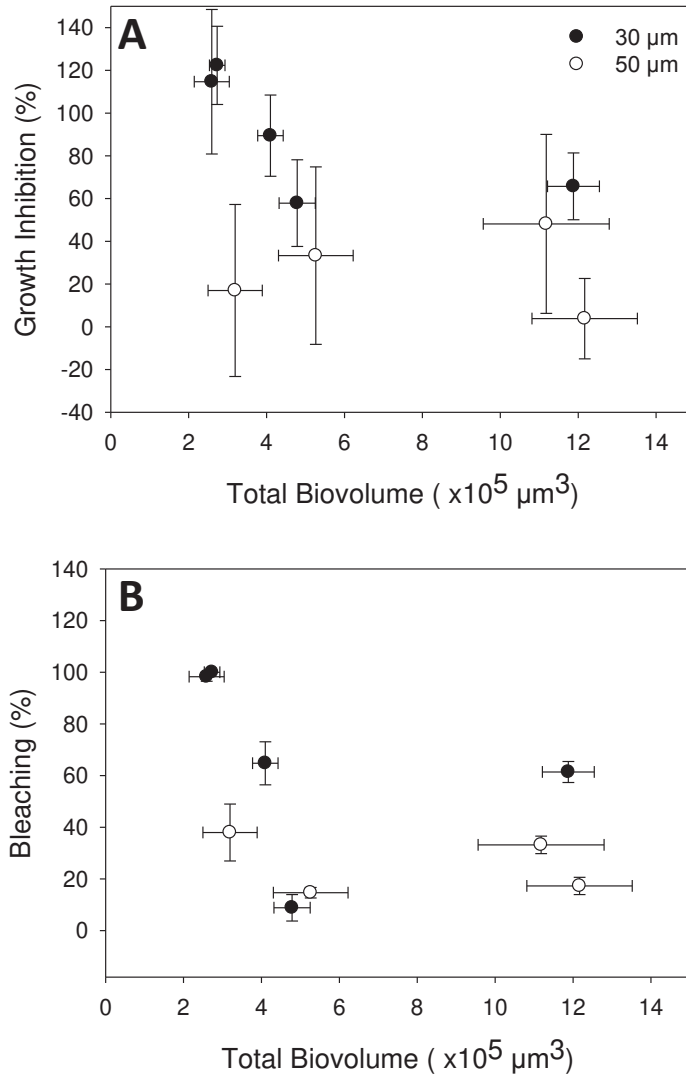 A
● 30 µm
○ 50 µm
Growth Inhibition (%)
140
120
100
80
60
40
20
0
-20
-40
0 2 4 6 8 10 12 14
Total Biovolume ( x10⁵ µm³)
B
Bleaching (%)
140
120
100
80
60
40
20
0
0 2 4 6 8 10 12 14
Total Biovolume ( x10⁵ µm³)